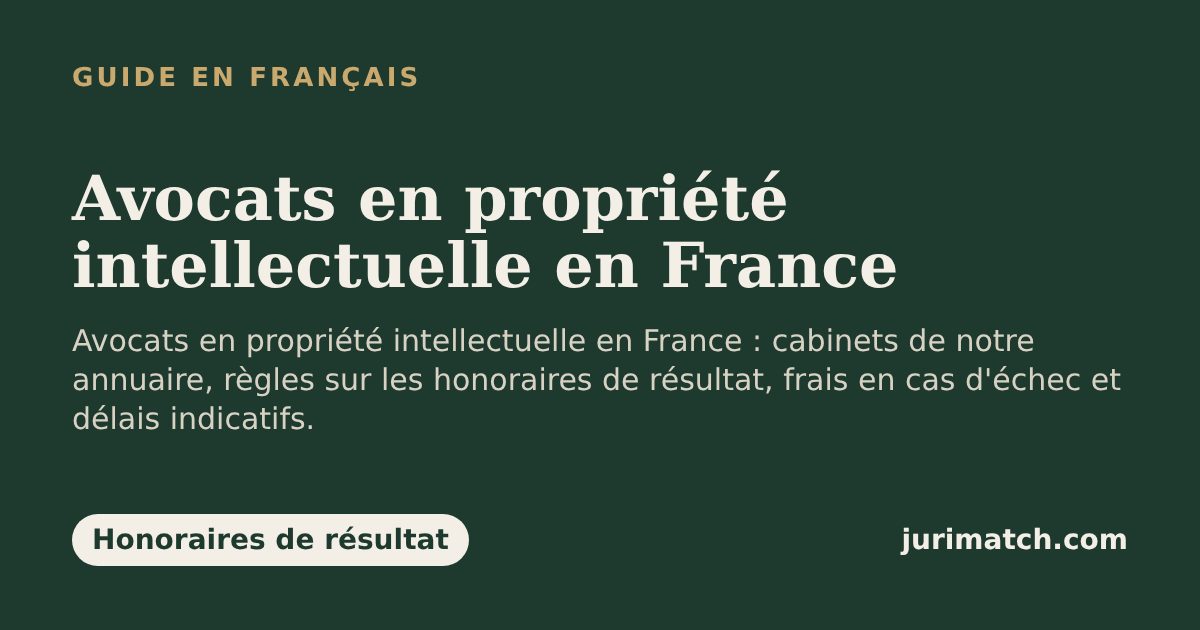 GUIDE EN FRANÇAIS
Avocats en propriété
intellectuelle en France
Avocats en propriété intellectuelle en France : cabinets de notre
annuaire, règles sur les honoraires de résultat, frais en cas d'échec et
délais indicatifs.
Honoraires de résultat
jurimatch.com